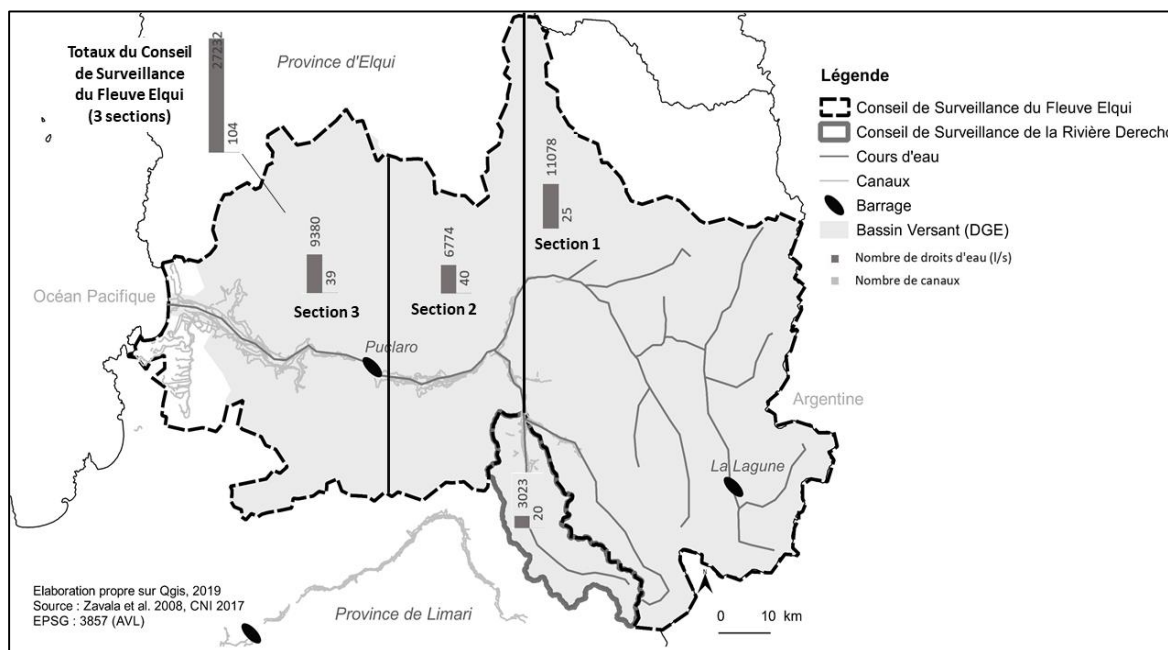 Totaux du Conseil
de Surveillance
du Fleuve Elqui
(3 sections)
27232
104
Province d'Elqui
11078
25
Section 1
9380
39
Section 3
6774
40
Section 2
Océan Pacifique
Puclaro
Argentine
La Lagune
3023
20
Province de Limari
Elaboration propre sur Qgis, 2019
Source : Zavala et al. 2008, CNI 2017
EPSG : 3857 (AVL)
N
0 10 km
Légende
Conseil de Surveillance du Fleuve Elqui
Conseil de Surveillance de la Rivière Derecho
Cours d'eau
Canaux
Barrage
Bassin Versant (DGE)
Nombre de droits d'eau (l/s)
Nombre de canaux